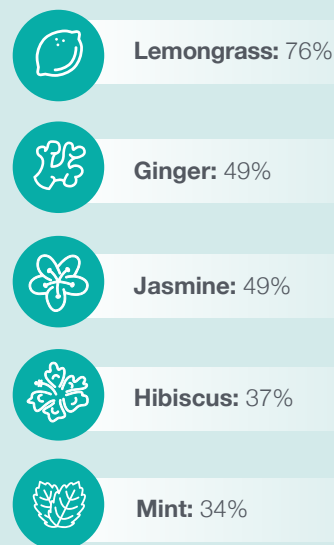 Lemongrass: 76%
Ginger: 49%
Jasmine: 49%
Hibiscus: 37%
Mint: 34%